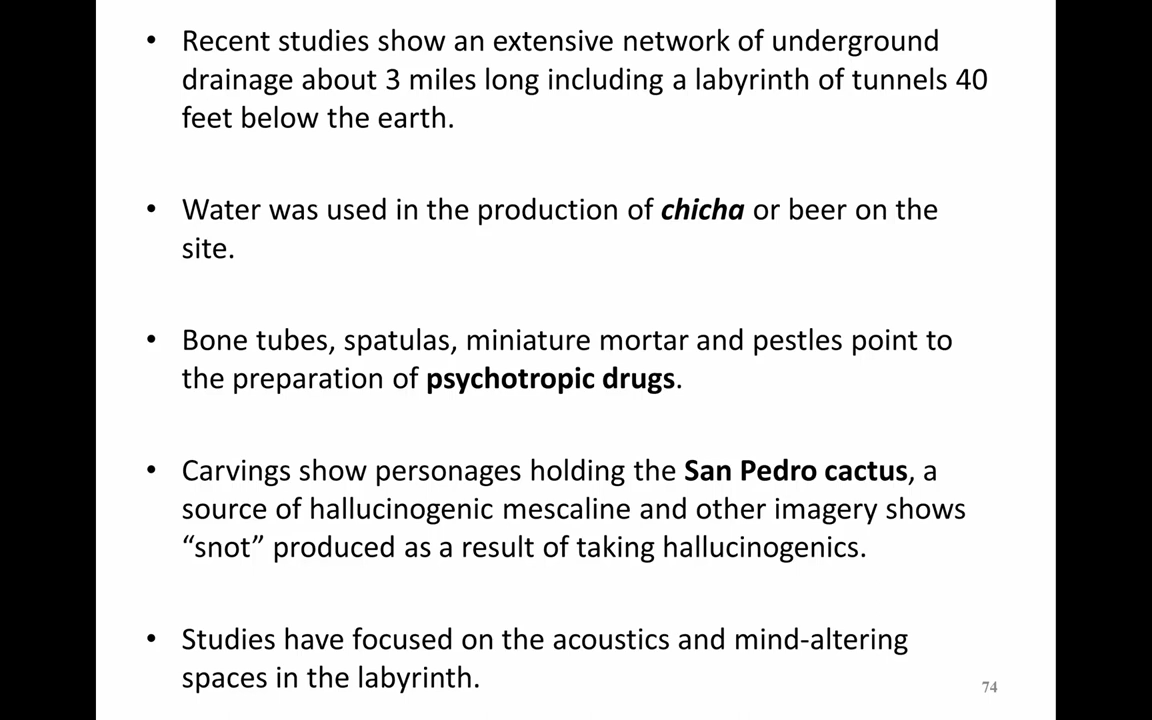 • Recent studies show an extensive network of underground
drainage about 3 miles long including a labyrinth of tunnels 40
feet below the earth.
• Water was used in the production of chicha or beer on the
site.
• Bone tubes, spatulas, miniature mortar and pestles point to
the preparation of psychotropic drugs.
• Carvings show personages holding the San Pedro cactus, a
source of hallucinogenic mescaline and other imagery shows
“snot” produced as a result of taking hallucinogenics.
• Studies have focused on the acoustics and mind-altering
spaces in the labyrinth.
74